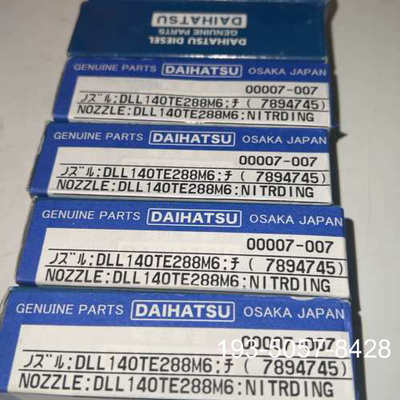 DAIHATSU DIESEL
GENUINE PARTS
DAIHATSU
GENUINE PARTS DAIHATSU OSAKA JAPAN
00007-007
ノズル:DLL140TE288M6:チ ( 7894745)
NOZZLE:DLL140TE288M6:NITRDING
GENUINE PARTS DAIHATSU OSAKA JAPAN
00007-007
ノズル:DLL140TE288M6:チ ( 7894745)
NOZZLE:DLL140TE288M6:NITRDING
GENUINE PARTS DAIHATSU OSAKA JAPAN
00007-007
ノズル:DLL140TE288M6:チ ( 7894745)
NOZZLE:DLL140TE288M6:NITRDING
GENUINE PARTS DAIHATSU OSAKA JAPAN
00007-007
ノズル:DLL140TE288M6:チ ( 7894745)
NOZZLE:DLL140TE288M6:NITRDING